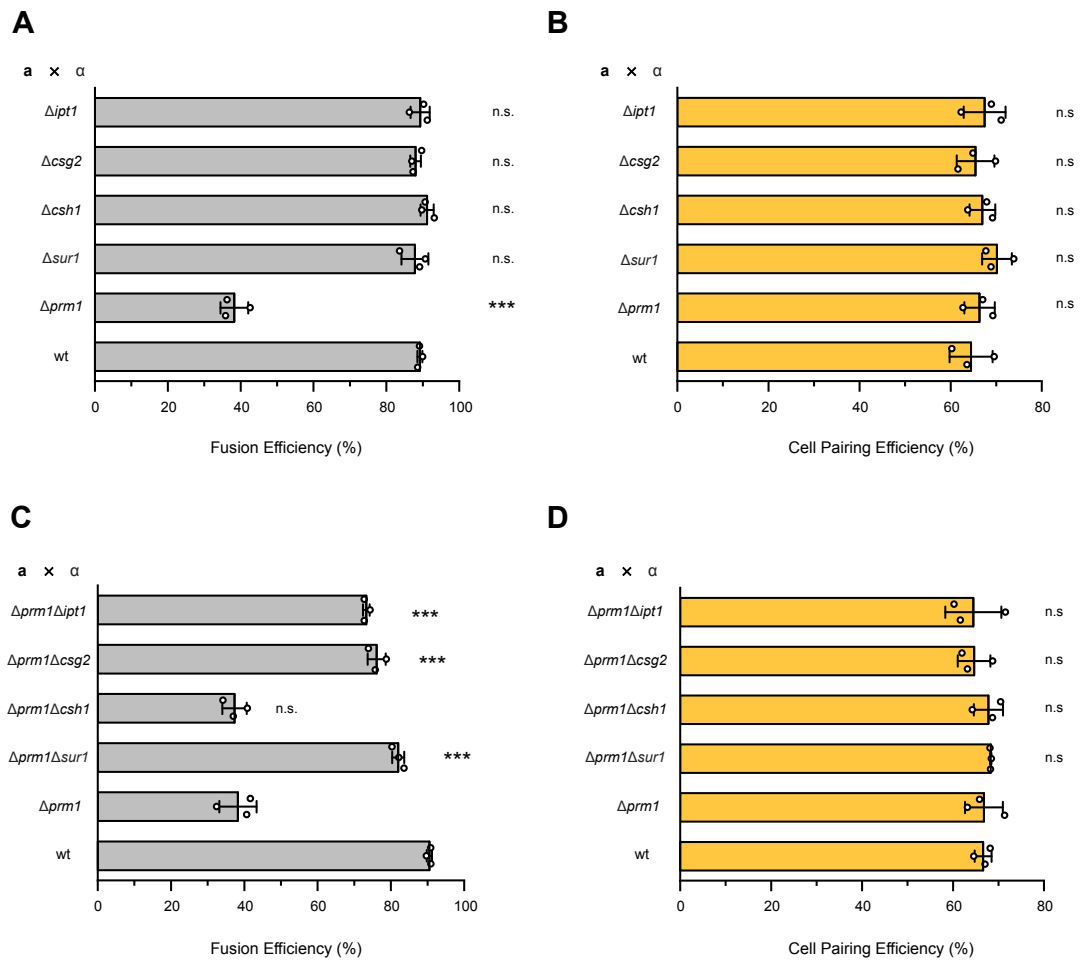 A
a × α
Δipt1 n.s.
Δcsg2 n.s.
Δcsh1 n.s.
Δsur1 n.s.
Δprm1 ***
wt
0 20 40 60 80 100
Fusion Efficiency (%)
B
a × α
Δipt1 n.s
Δcsg2 n.s
Δcsh1 n.s
Δsur1 n.s
Δprm1 n.s
wt
0 20 40 60 80
Cell Pairing Efficiency (%)
C
a × α
Δprm1Δipt1 ***
Δprm1Δcsg2 ***
Δprm1Δcsh1 n.s.
Δprm1Δsur1 ***
Δprm1
wt
0 20 40 60 80 100
Fusion Efficiency (%)
D
a × α
Δprm1Δipt1 n.s
Δprm1Δcsg2 n.s
Δprm1Δcsh1 n.s
Δprm1Δsur1 n.s
Δprm1
wt
0 20 40 60 80
Cell Pairing Efficiency (%)